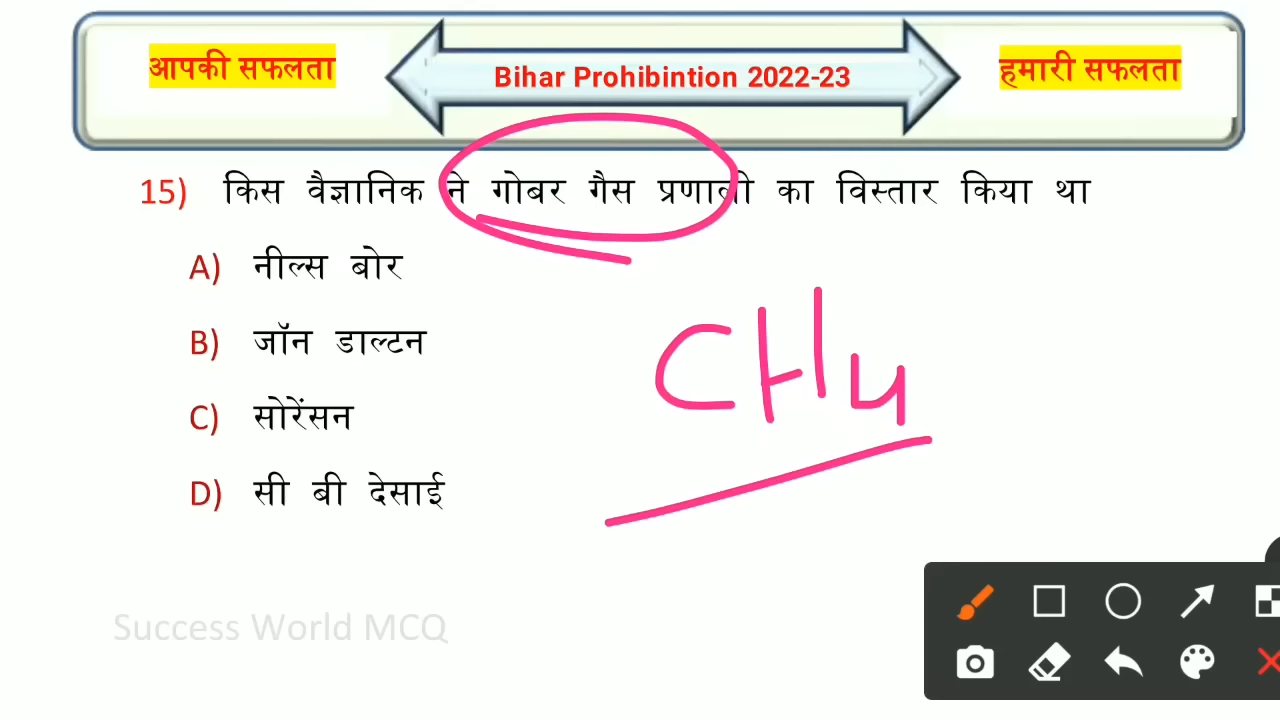 आपकी सफलता
Bihar Prohibintion 2022-23
हमारी सफलता
15) किस वैज्ञानिक ने गोबर गैस प्रणाली का विस्तार किया था
A) नील्स बोर
B) जॉन डाल्टन
C) सोरेंसन
D) सी बी देसाई
CH4
Success World MCQ